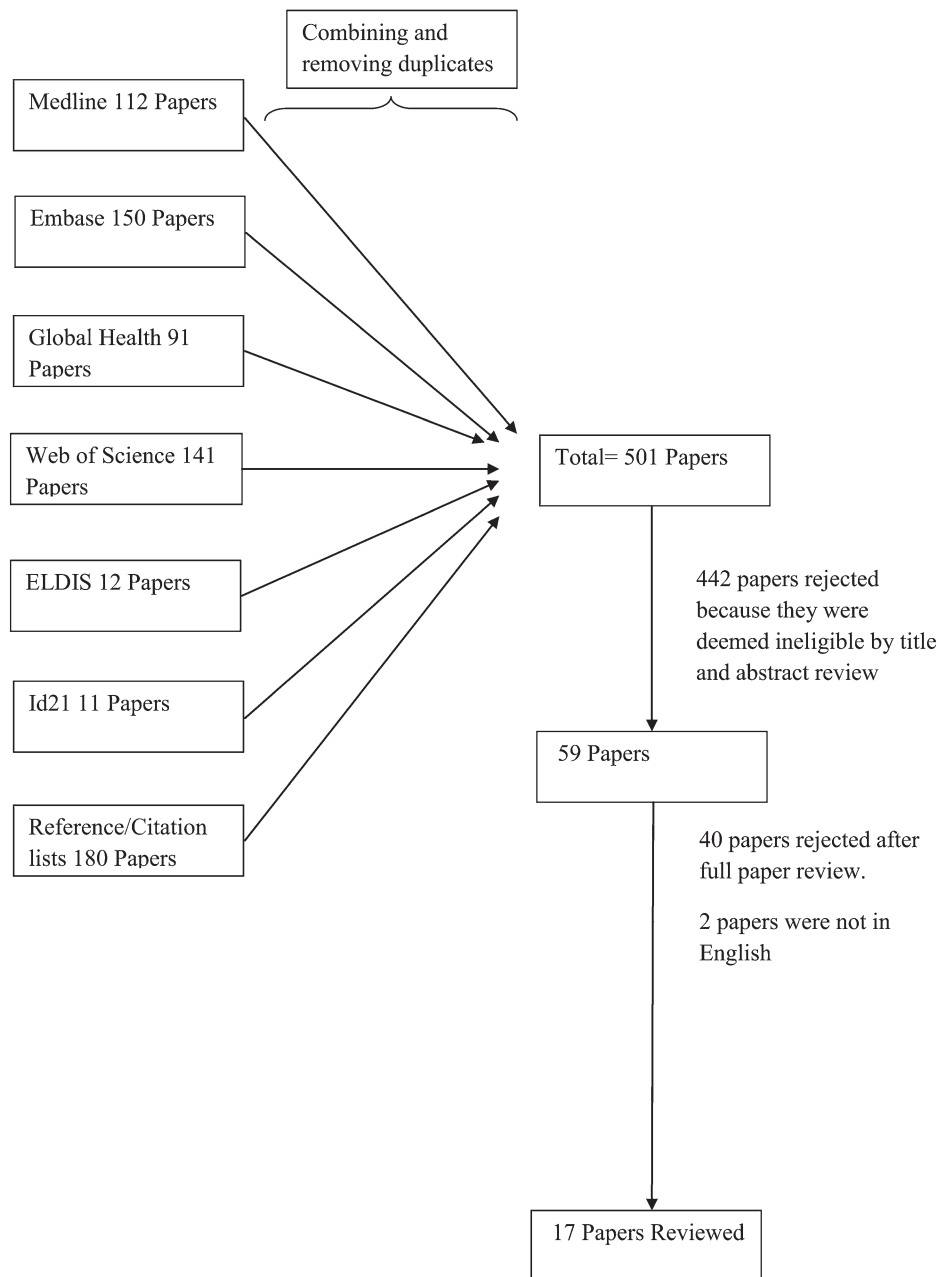 Combining and
removing duplicates
Medline 112 Papers
Embase 150 Papers
Global Health 91
Papers
Web of Science 141
Papers
ELDIS 12 Papers
Id21 11 Papers
Reference/Citation
lists 180 Papers
Total= 501 Papers
442 papers rejected
because they were
deemed ineligible by title
and abstract review
59 Papers
40 papers rejected after
full paper review.
2 papers were not in
English
17 Papers Reviewed